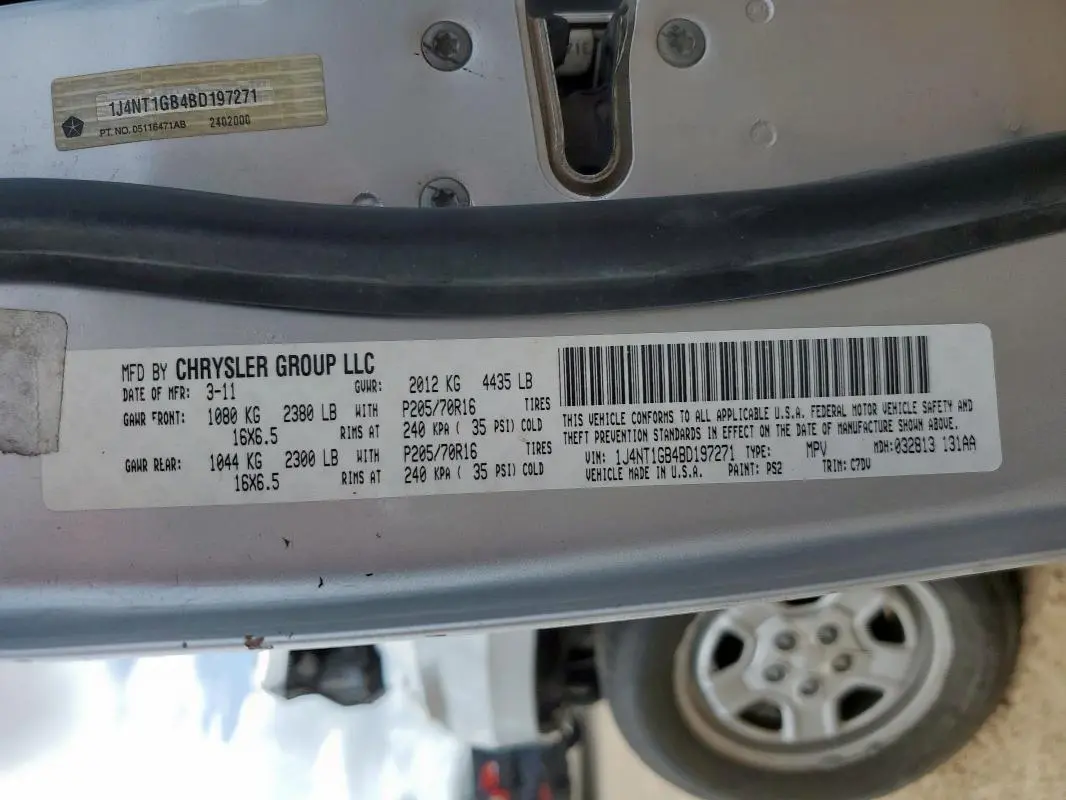 1J4NT1GB4BD197271
PT. NO. 05116471AB 2402000
MFD BY CHRYSLER GROUP LLC
DATE OF MFR: 3-11 GVWR: 2012 KG 4435 LB
GAWR FRONT: 1080 KG 2380 LB WITH P205/70R16 TIRES
16X6.5 RIMS AT 240 KPA ( 35 PSI) COLD
GAWR REAR: 1044 KG 2300 LB WITH P205/70R16 TIRES
16X6.5 RIMS AT 240 KPA ( 35 PSI) COLD
THIS VEHICLE CONFORMS TO ALL APPLICABLE U.S.A. FEDERAL MOTOR VEHICLE SAFETY AND
THEFT PREVENTION STANDARDS IN EFFECT ON THE DATE OF MANUFACTURE SHOWN ABOVE.
VIN: 1J4NT1GB4BD197271 TYPE: MPV MDH:032813 131AA
VEHICLE MADE IN U.S.A. PAINT: PS2 TRIM: C7DV